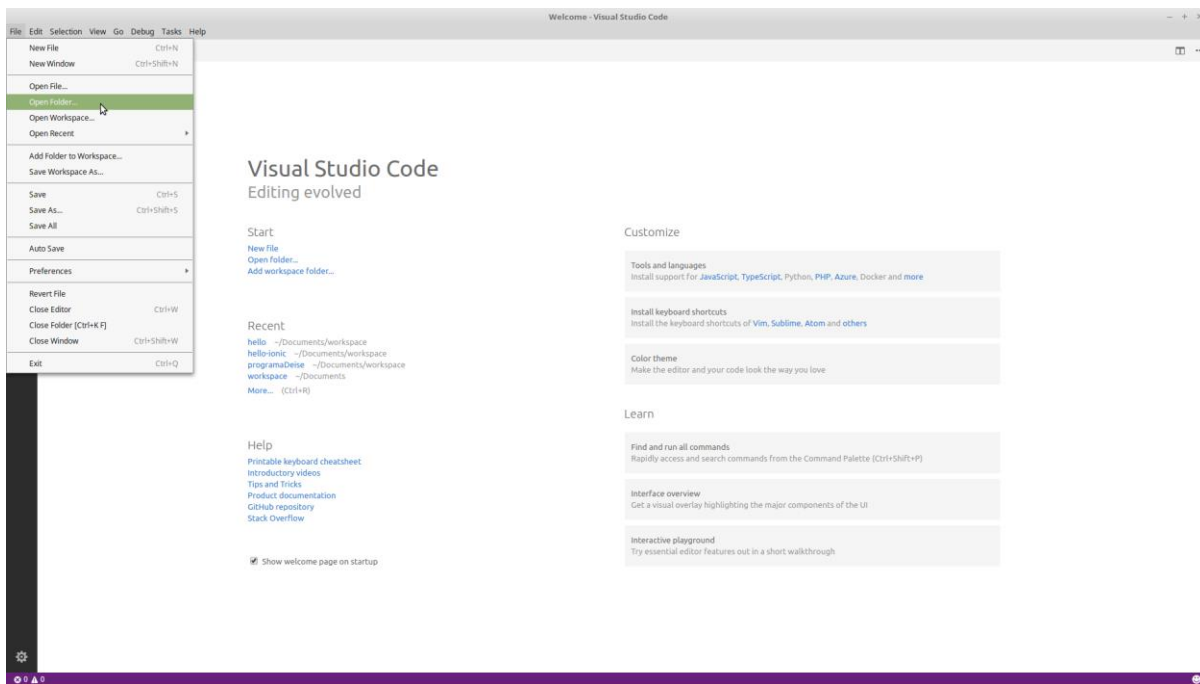 Welcome - Visual Studio Code
File Edit Selection View Go Debug Tasks Help
New File Ctrl+N
New Window Ctrl+Shift+N
Open File...
Open Folder...
Open Workspace...
Open Recent
Add Folder to Workspace...
Save Workspace As...
Save Ctrl+S
Save As... Ctrl+Shift+S
Save All
Auto Save
Preferences
Revert File
Close Editor Ctrl+W
Close Folder [Ctrl+K F]
Close Window Ctrl+Shift+W
Exit Ctrl+Q
Visual Studio Code
Editing evolved
Start
New file
Open folder...
Add workspace folder...
Recent
hello ~/Documents/workspace
hello-ionic ~/Documents/workspace
programaDeise ~/Documents/workspace
workspace ~/Documents
More... (Ctrl+R)
Help
Printable keyboard cheatsheet
Introductory videos
Tips and Tricks
Product documentation
GitHub repository
Stack Overflow
Show welcome page on startup
Customize
Tools and languages
Install support for JavaScript, TypeScript, Python, PHP, Azure, Docker and more
Install keyboard shortcuts
Install the keyboard shortcuts of Vim, Sublime, Atom and others
Color theme
Make the editor and your code look the way you love
Learn
Find and run all commands
Rapidly access and search commands from the Command Palette (Ctrl+Shift+P)
Interface overview
Get a visual overlay highlighting the major components of the UI
Interactive playground
Try essential editor features out in a short walkthrough
0 0